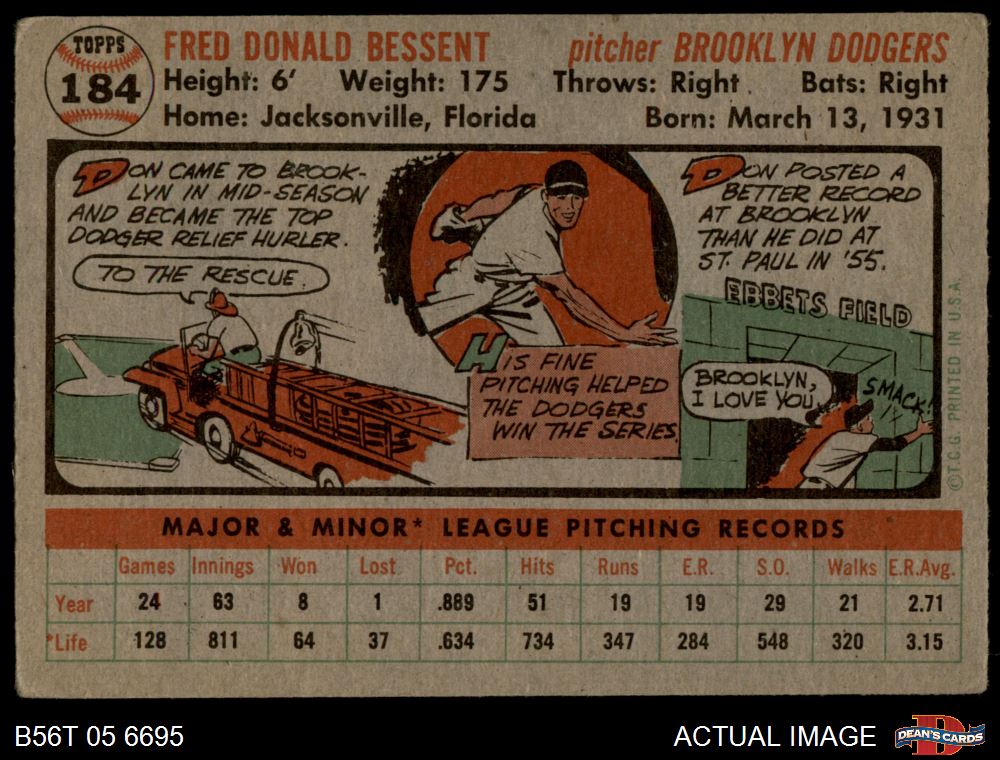 TOPPS
184
FRED DONALD BESSENT pitcher BROOKLYN DODGERS
Height: 6' Weight: 175 Throws: Right Bats: Right
Home: Jacksonville, Florida Born: March 13, 1931
DON CAME TO BROOK-
LYN IN MID-SEASON
AND BECAME THE TOP
DODGER RELIEF HURLER.
TO THE RESCUE.
HIS FINE
PITCHING HELPED
THE DODGERS
WIN THE SERIES.
DON POSTED A
BETTER RECORD
AT BROOKLYN
THAN HE DID AT
ST. PAUL IN '55.
EBBETS FIELD
BROOKLYN,
I LOVE YOU.
SMACK!
©T.C.G. PRINTED IN U.S.A.
MAJOR & MINOR* LEAGUE PITCHING RECORDS
Games Innings Won Lost Pct. Hits Runs E.R. S.O. Walks E.R.Avg.
Year 24 63 8 1 .889 51 19 19 29 21 2.71
*Life 128 811 64 37 .634 734 347 284 548 320 3.15
B56T 05 6695 ACTUAL IMAGE
DEAN'S CARDS